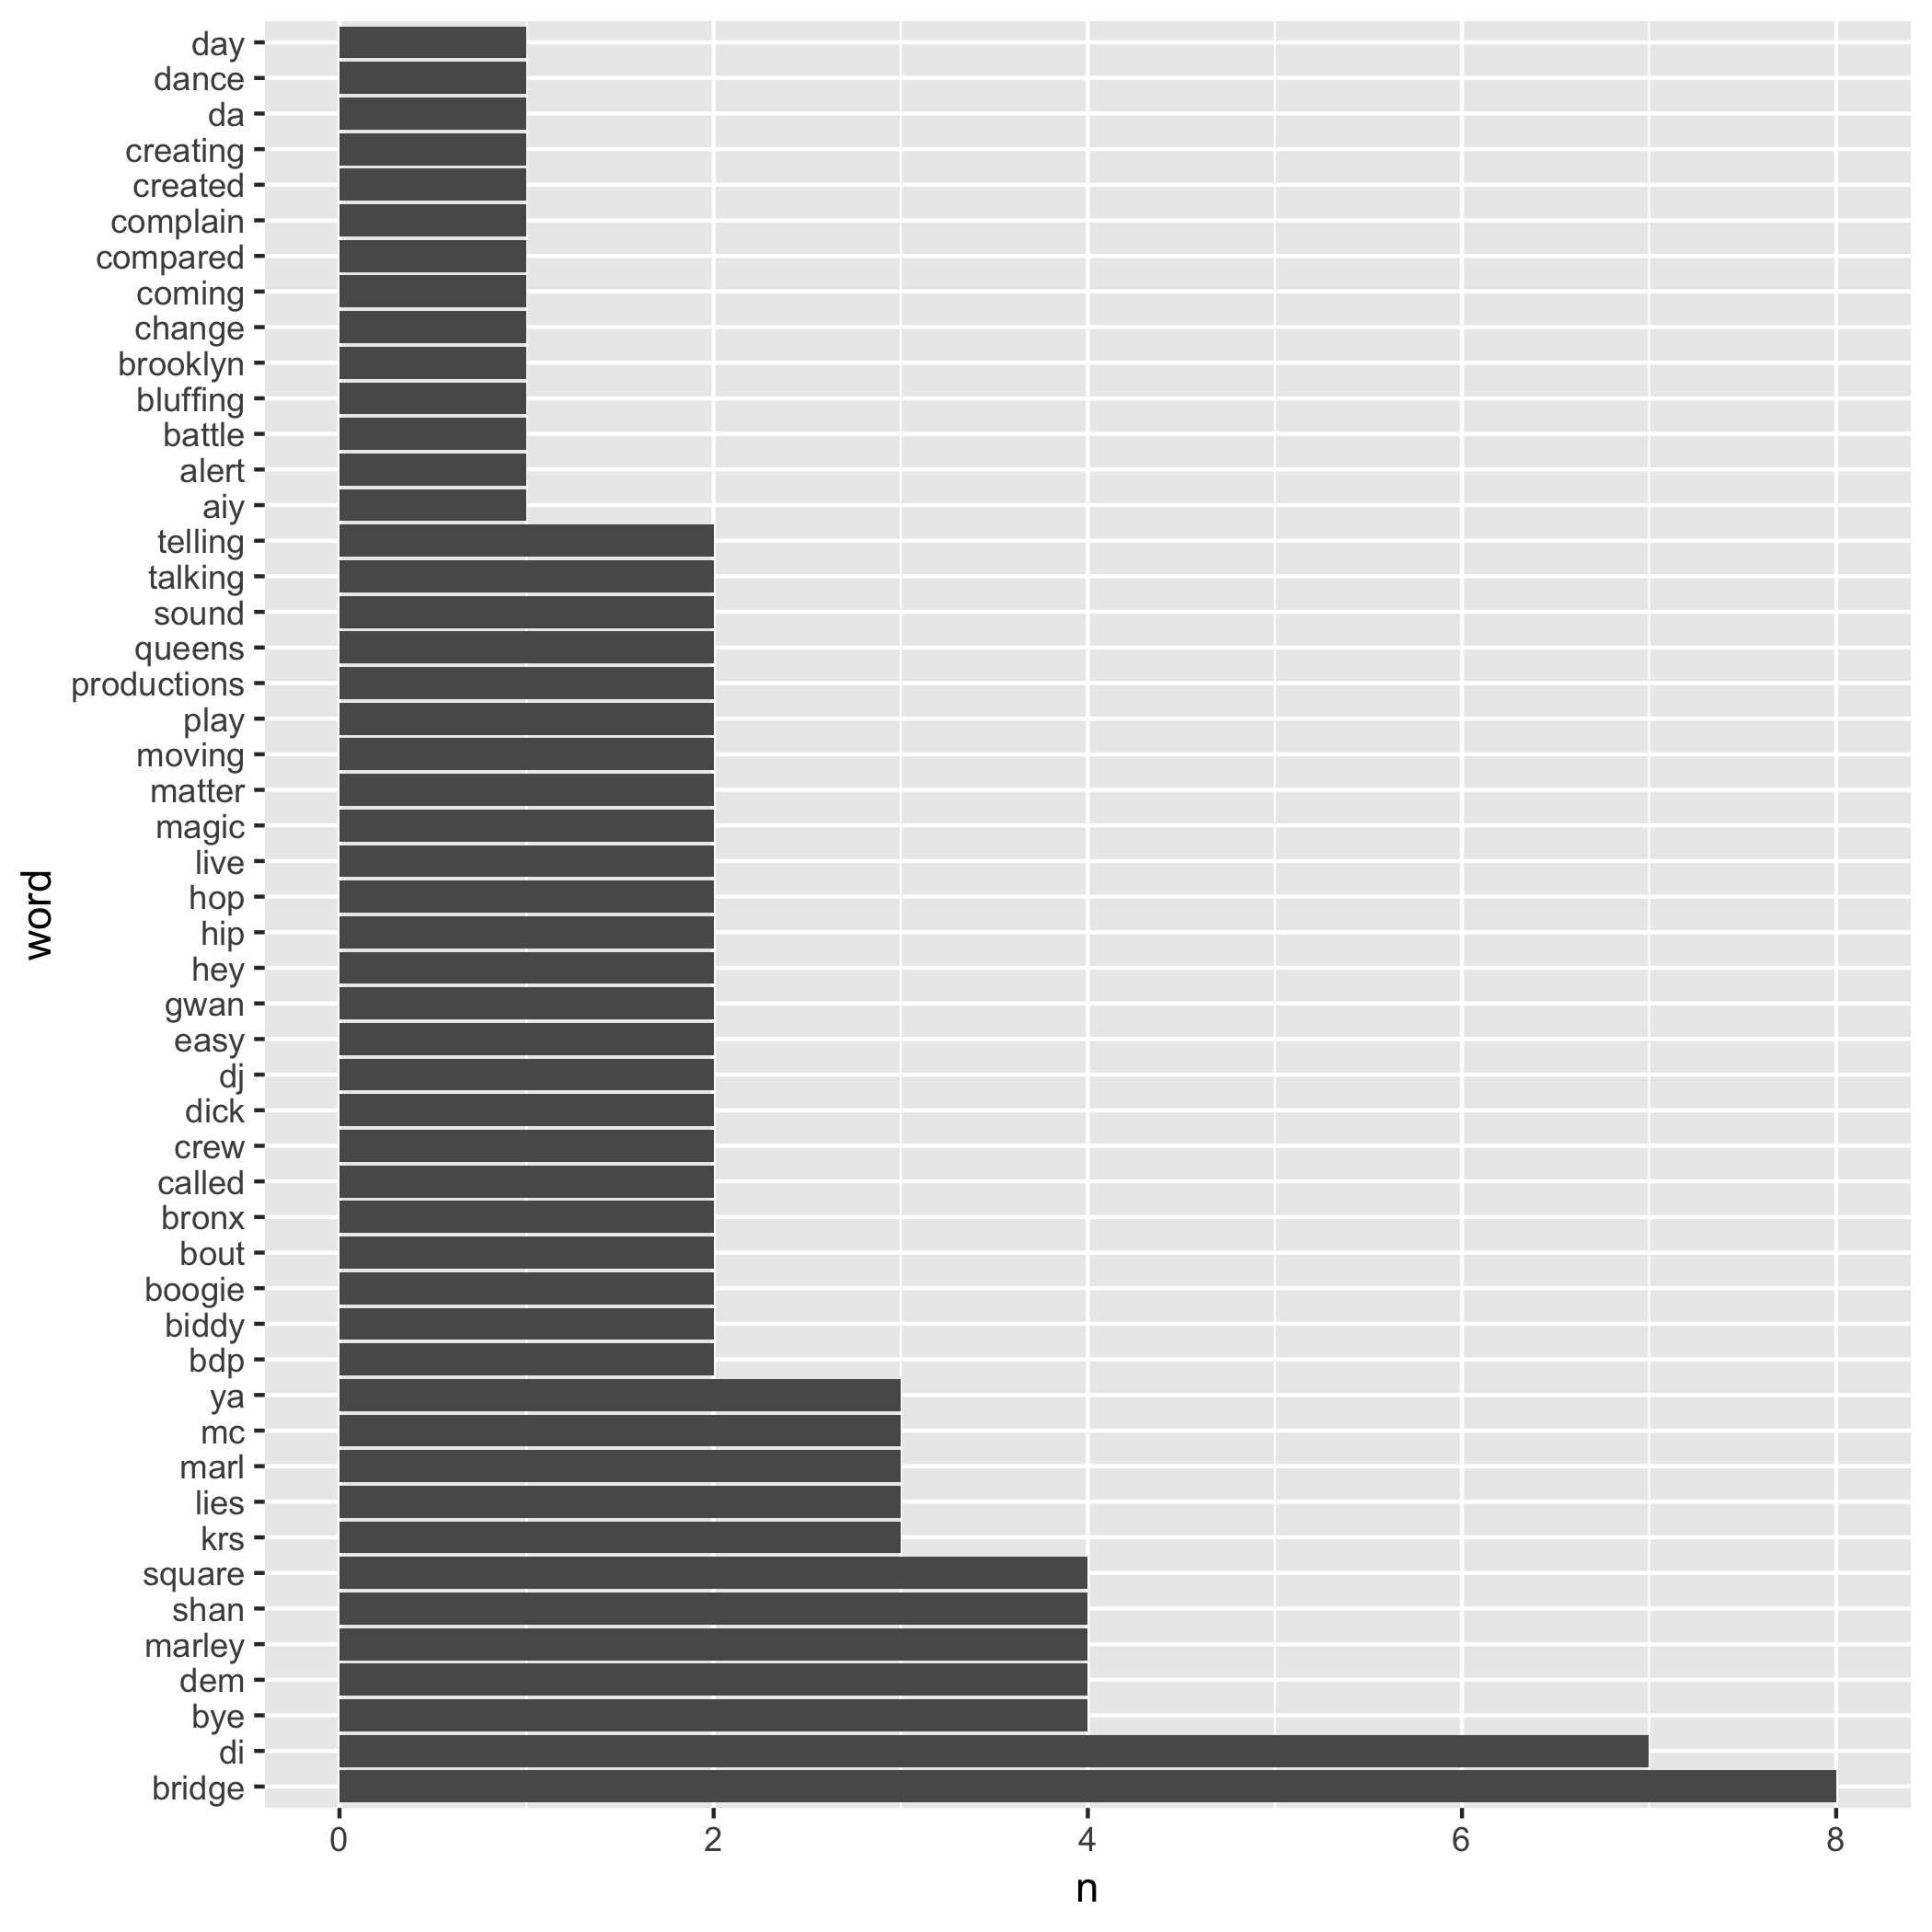 day
dance
da
creating
created
complain
compared
coming
change
brooklyn
bluffing
battle
alert
aiy
telling
talking
sound
queens
productions
play
moving
matter
magic
live
hop
hip
hey
gwan
easy
dj
dick
crew
called
bronx
bout
boogie
biddy
bdp
ya
mc
marl
lies
krs
square
shan
marley
dem
bye
di
bridge
word
0 2 4 6 8
n